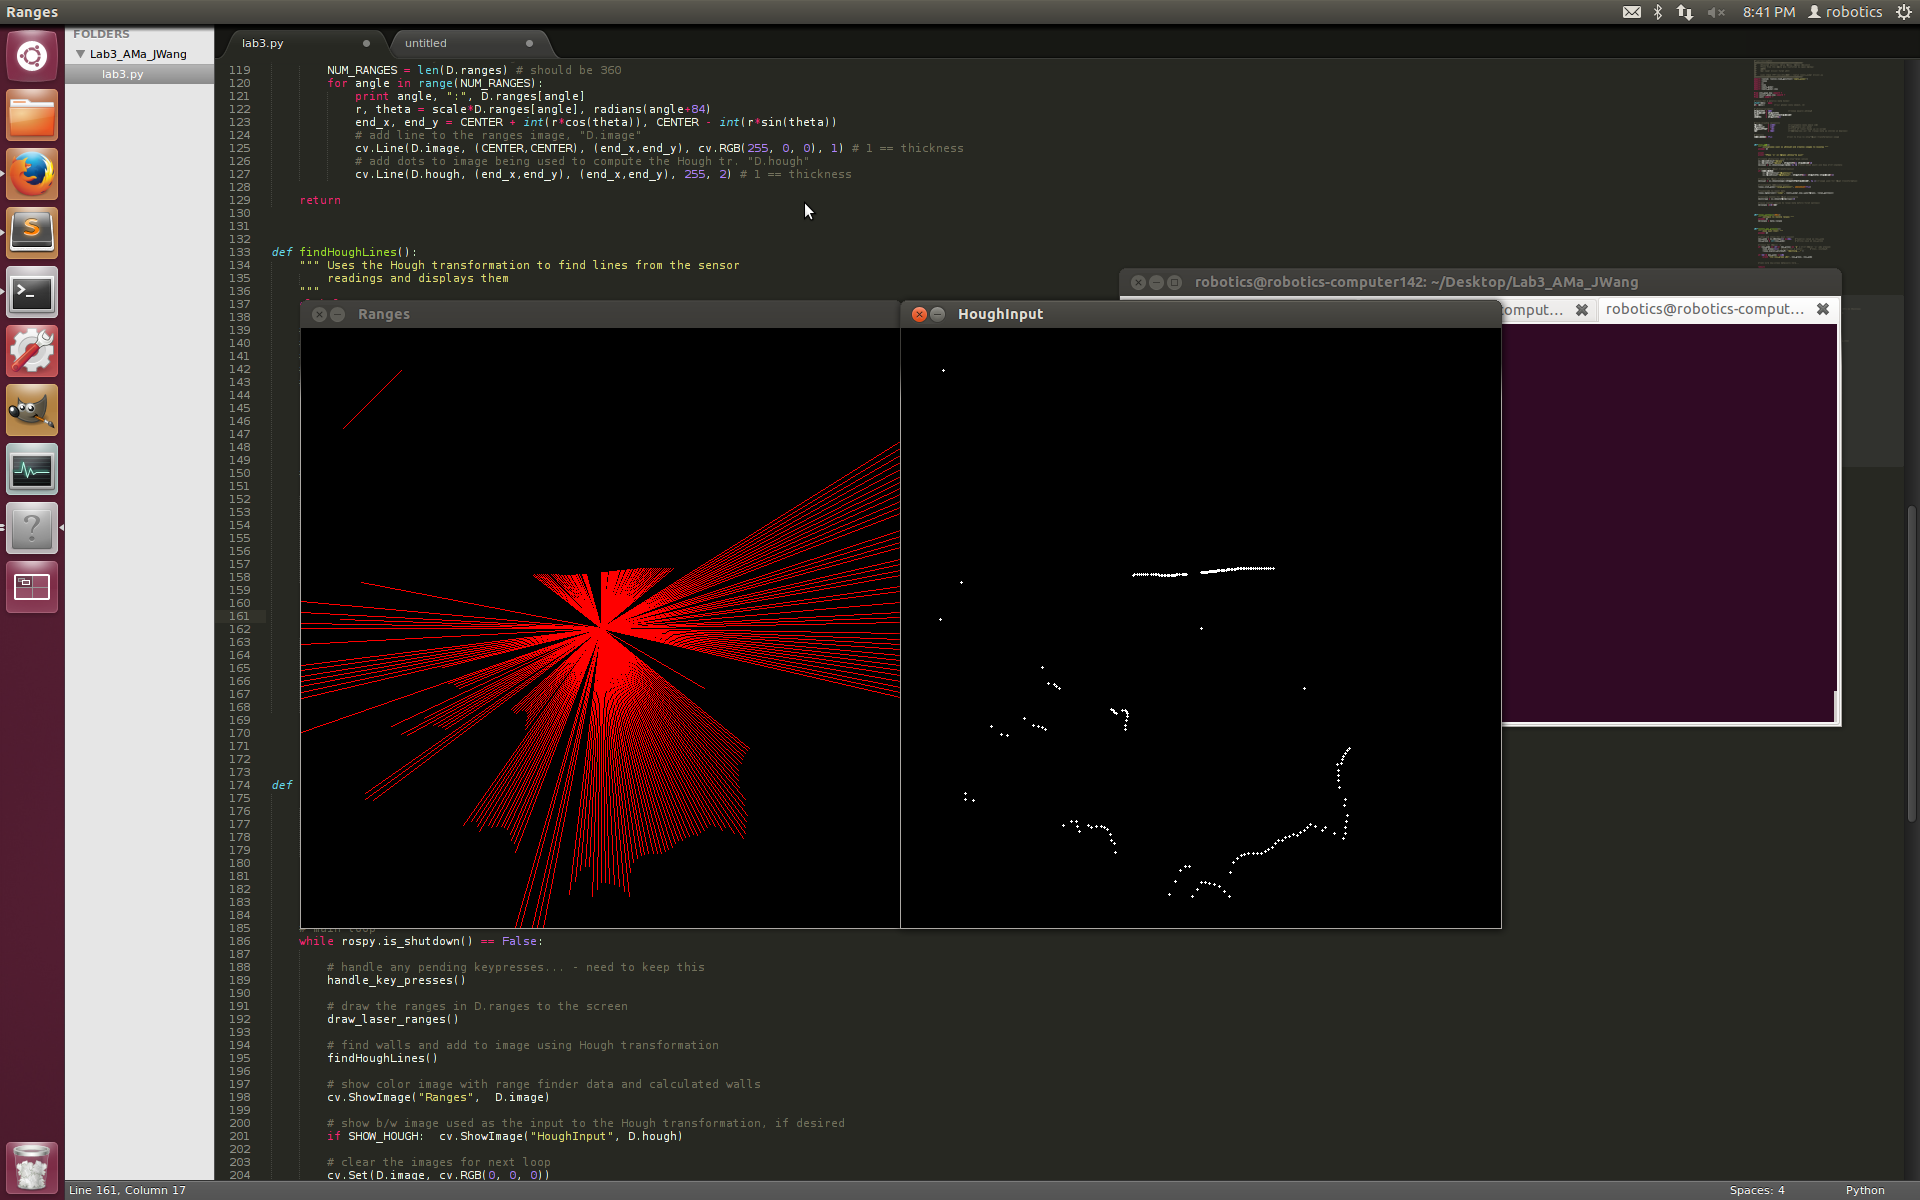 Ranges
8:41 PM
robotics
FOLDERS
Lab3_AMa_JWang
lab3.py
lab3.py
untitled
119 NUM_RANGES = len(D.ranges) # should be 360
120 for angle in range(NUM_RANGES):
121 print angle, ":", D.ranges[angle]
122 r, theta = scale*D.ranges[angle], radians(angle+84)
123 end_x, end_y = CENTER + int(r*cos(theta)), CENTER - int(r*sin(theta))
124 # add line to the ranges image, "D.image"
125 cv.Line(D.image, (CENTER,CENTER), (end_x,end_y), cv.RGB(255, 0, 0), 1) # 1 == thickness
126 # add dots to image being used to compute the Hough tr. "D.hough"
127 cv.Line(D.hough, (end_x,end_y), (end_x,end_y), 255, 2) # 1 == thickness
128
129 return
130
131
132
133 def findHoughLines():
134 """ Uses the Hough transformation to find lines from the sensor
135 readings and displays them
136 """
137
138
139
140
141
142
143
144
145
146
147
148
149
150
151
152
153
154
155
156
157
158
159
160
161
162
163
164
165
166
167
168
169
170
171
172
173
174 def
175
176
177
178
179
180
181
182
183
184
185 # main loop
186 while rospy.is_shutdown() == False:
187
188 # handle any pending keypresses... - need to keep this
189 handle_key_presses()
190
191 # draw the ranges in D.ranges to the screen
192 draw_laser_ranges()
193
194 # find walls and add to image using Hough transformation
195 findHoughLines()
196
197 # show color image with range finder data and calculated walls
198 cv.ShowImage("Ranges", D.image)
199
200 # show b/w image used as the input to the Hough transformation, if desired
201 if SHOW_HOUGH: cv.ShowImage("HoughInput", D.hough)
202
203 # clear the images for next loop
204 cv.Set(D.image, cv.RGB(0, 0, 0))
robotics@robotics-computer142: ~/Desktop/Lab3_AMa_JWang
omput...
robotics@robotics-comput...
Ranges
HoughInput
Line 161, Column 17
Spaces: 4
Python